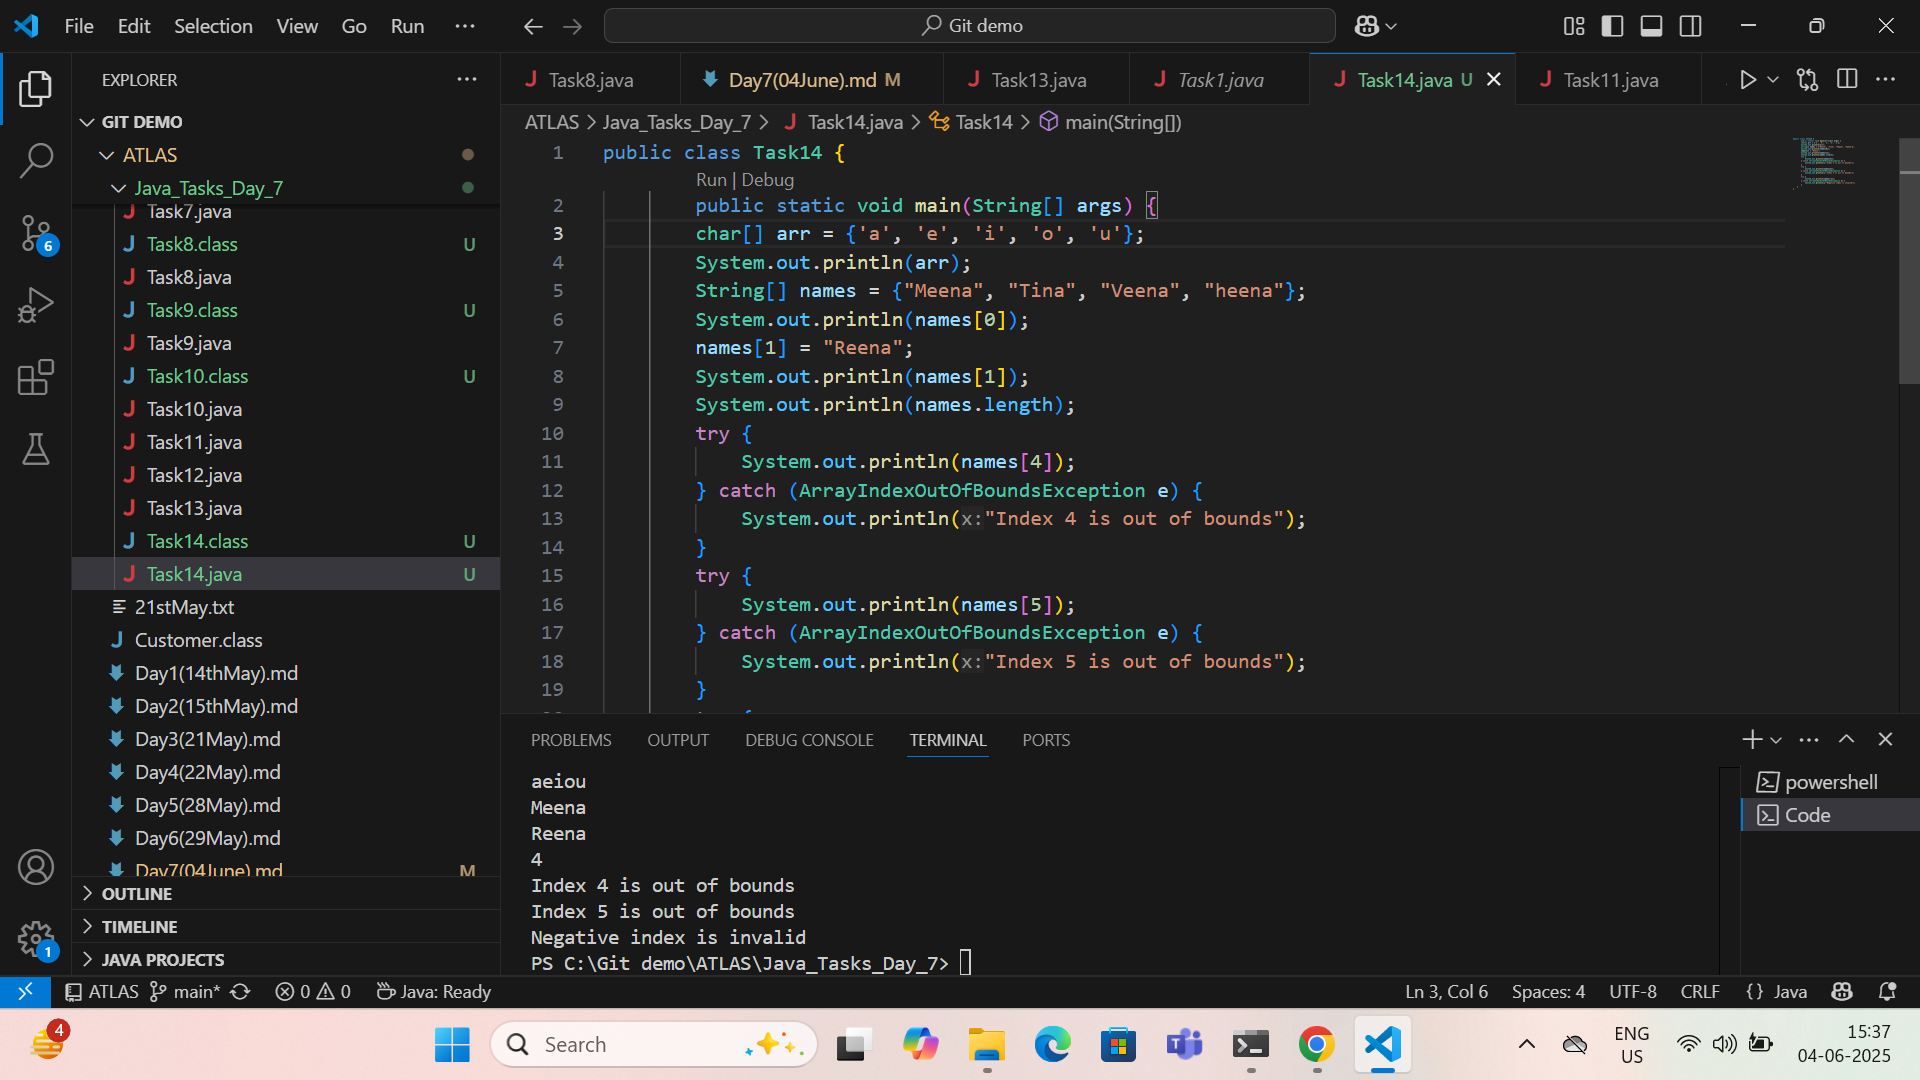 File Edit Selection View Go Run ··· Git demo
EXPLORER ···
GIT DEMO
ATLAS
Java_Tasks_Day_7
Task7.java
Task8.class U
Task8.java
Task9.class U
Task9.java
Task10.class U
Task10.java
Task11.java
Task12.java
Task13.java
Task14.class U
Task14.java U
21stMay.txt
Customer.class
Day1(14thMay).md
Day2(15thMay).md
Day3(21May).md
Day4(22May).md
Day5(28May).md
Day6(29May).md
Day7(04June).md M
OUTLINE
TIMELINE
JAVA PROJECTS
6
1
Task8.java Day7(04June).md M Task13.java Task1.java Task14.java U Task11.java
ATLAS > Java_Tasks_Day_7 > Task14.java > Task14 > main(String[])
1 public class Task14 {
Run | Debug
2 public static void main(String[] args) {
3 char[] arr = {'a', 'e', 'i', 'o', 'u'};
4 System.out.println(arr);
5 String[] names = {"Meena", "Tina", "Veena", "heena"};
6 System.out.println(names[0]);
7 names[1] = "Reena";
8 System.out.println(names[1]);
9 System.out.println(names.length);
10 try {
11 System.out.println(names[4]);
12 } catch (ArrayIndexOutOfBoundsException e) {
13 System.out.println(x:"Index 4 is out of bounds");
14 }
15 try {
16 System.out.println(names[5]);
17 } catch (ArrayIndexOutOfBoundsException e) {
18 System.out.println(x:"Index 5 is out of bounds");
19 }
PROBLEMS OUTPUT DEBUG CONSOLE TERMINAL PORTS
aeiou
Meena
Reena
4
Index 4 is out of bounds
Index 5 is out of bounds
Negative index is invalid
PS C:\Git demo\ATLAS\Java_Tasks_Day_7>
powershell
Code
ATLAS main* 0 0 Java: Ready Ln 3, Col 6 Spaces: 4 UTF-8 CRLF {} Java
4
Search
ENG
US
15:37
04-06-2025